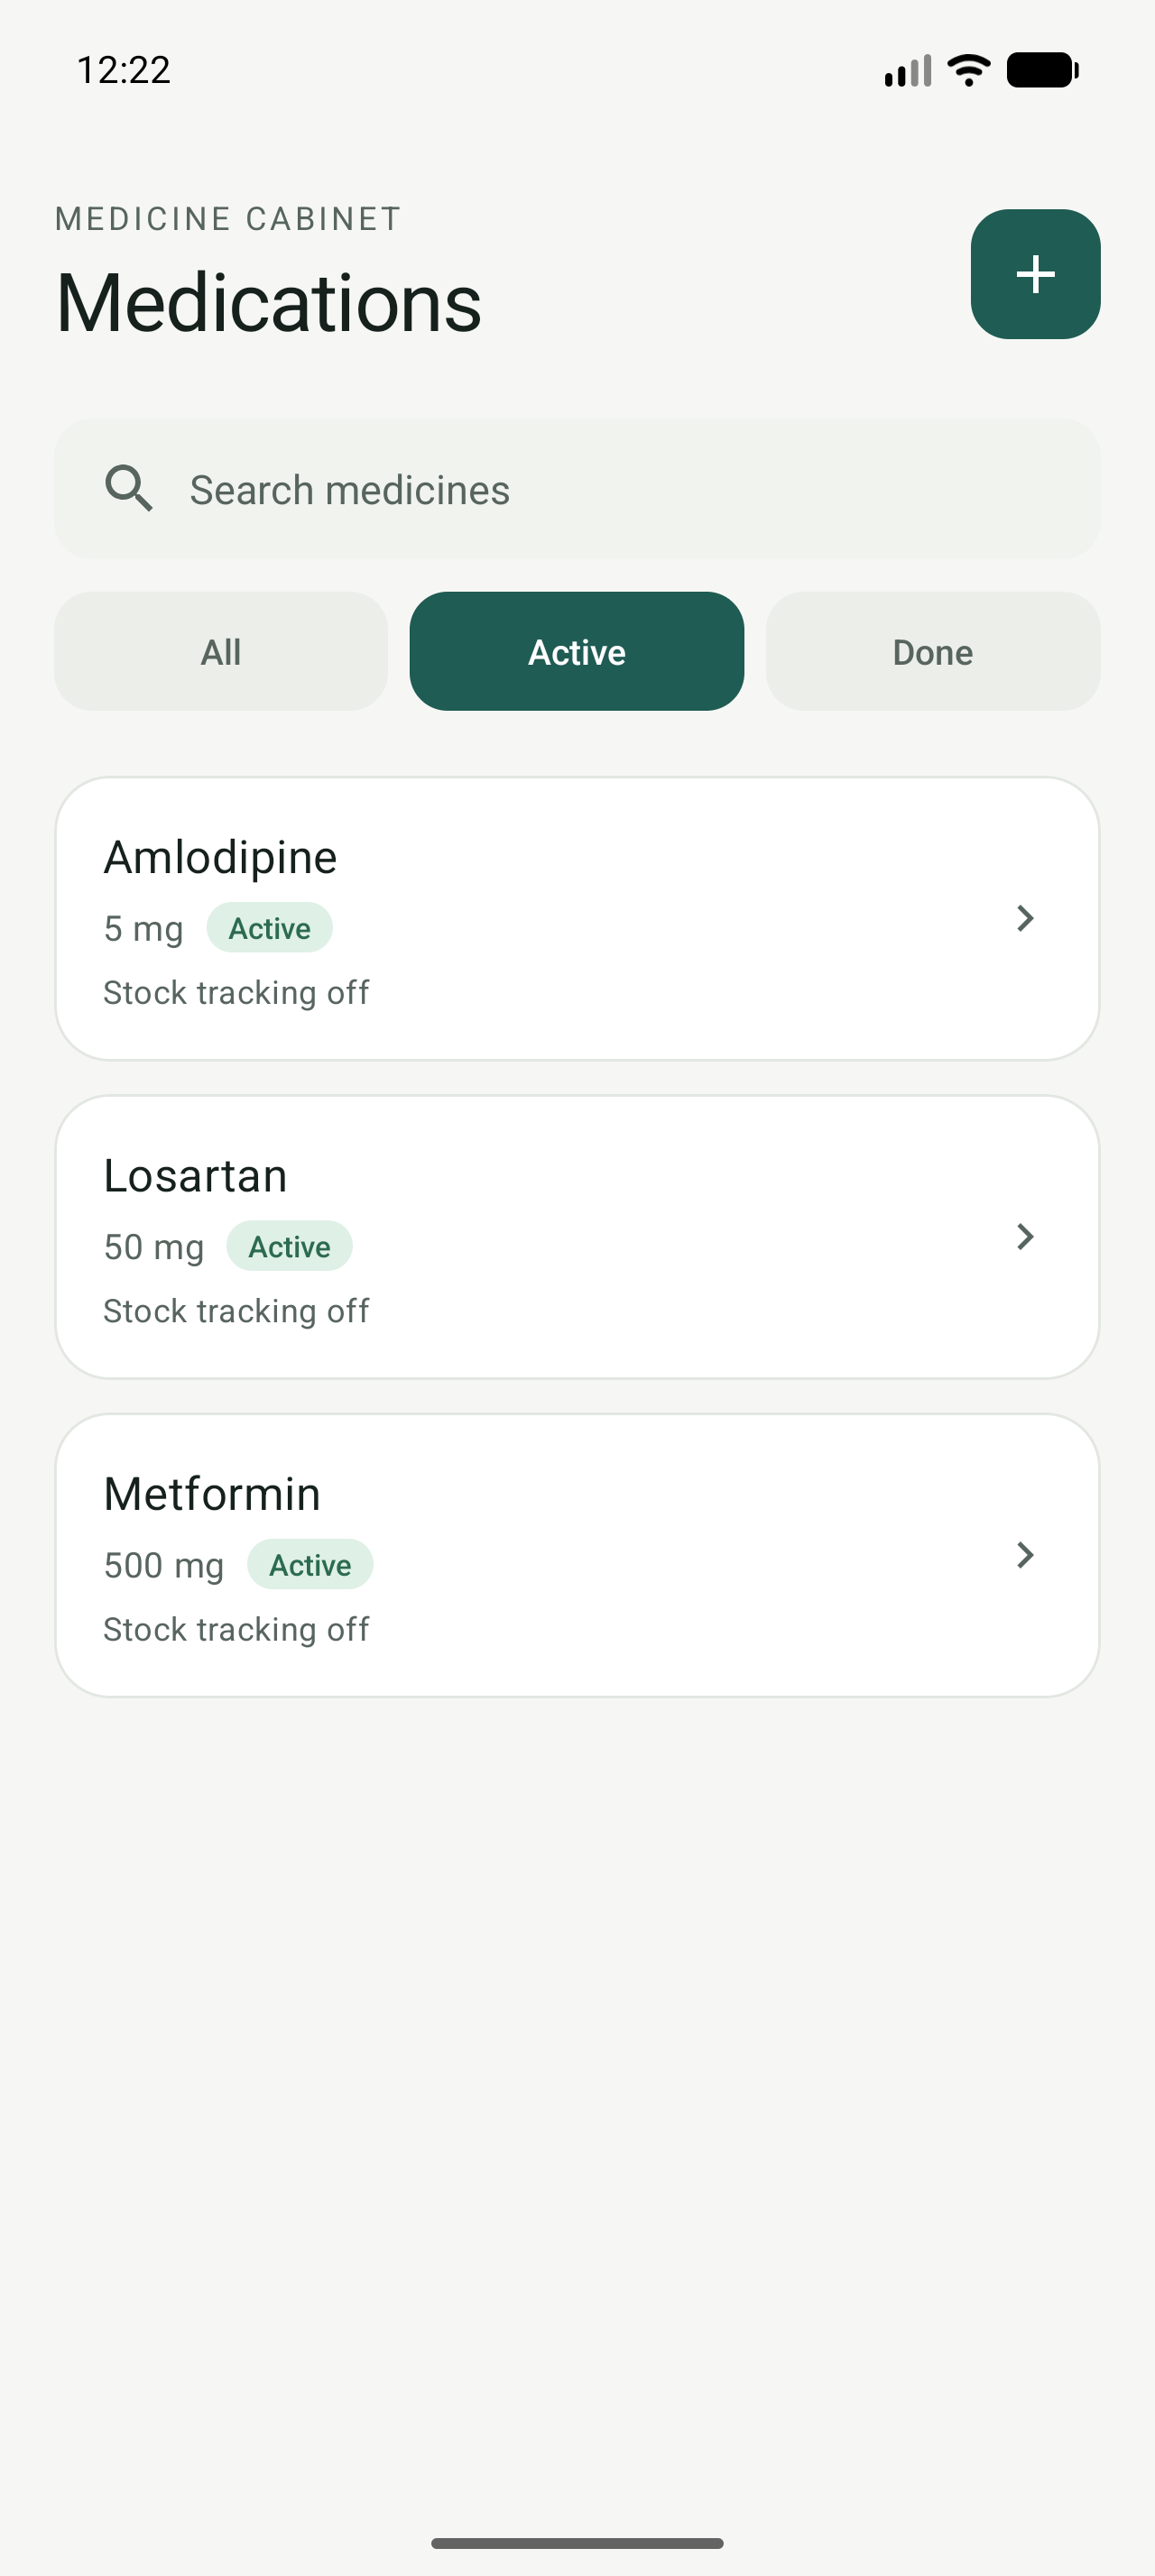 12:22
MEDICINE CABINET
Medications
Search medicines
All Active Done
Amlodipine
5 mg Active
Stock tracking off
Losartan
50 mg Active
Stock tracking off
Metformin
500 mg Active
Stock tracking off